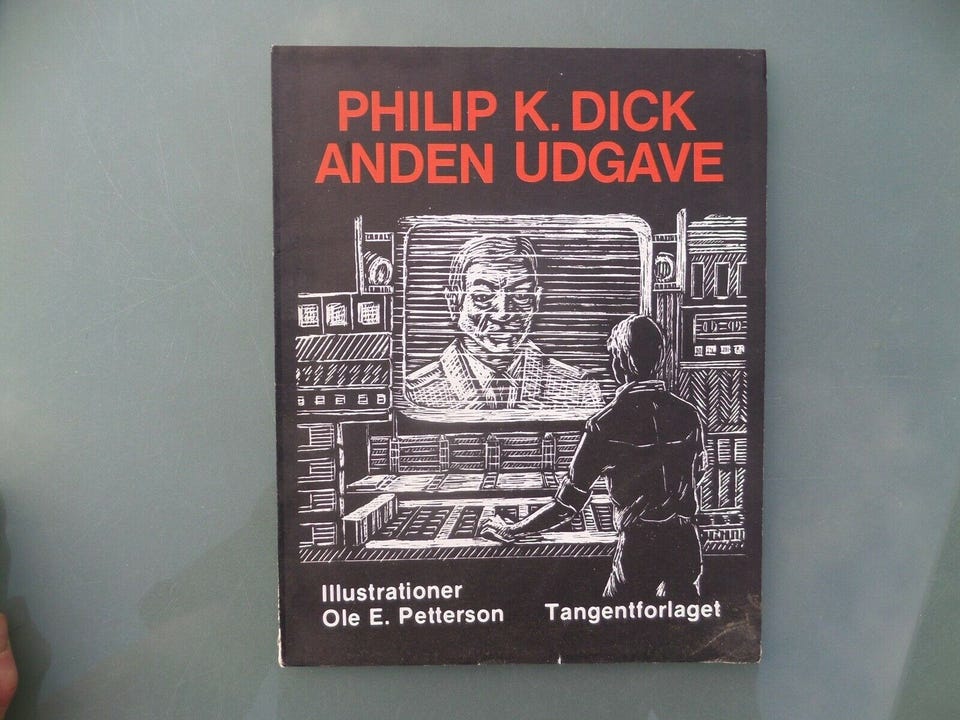 PHILIP K. DICK
ANDEN UDGAVE
Illustrationer
Ole E. Petterson
Tangentforlaget